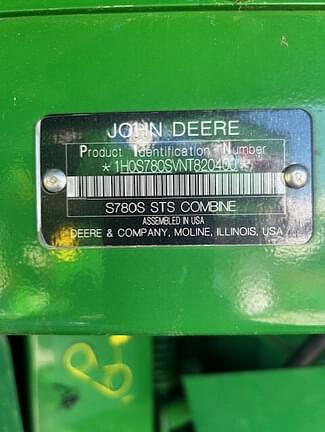 JOHN DEERE
Product Identification Number
*1H0S780SVNT820400*
S780S STS COMBINE
ASSEMBLED IN USA
DEERE & COMPANY, MOLINE, ILLINOIS, USA